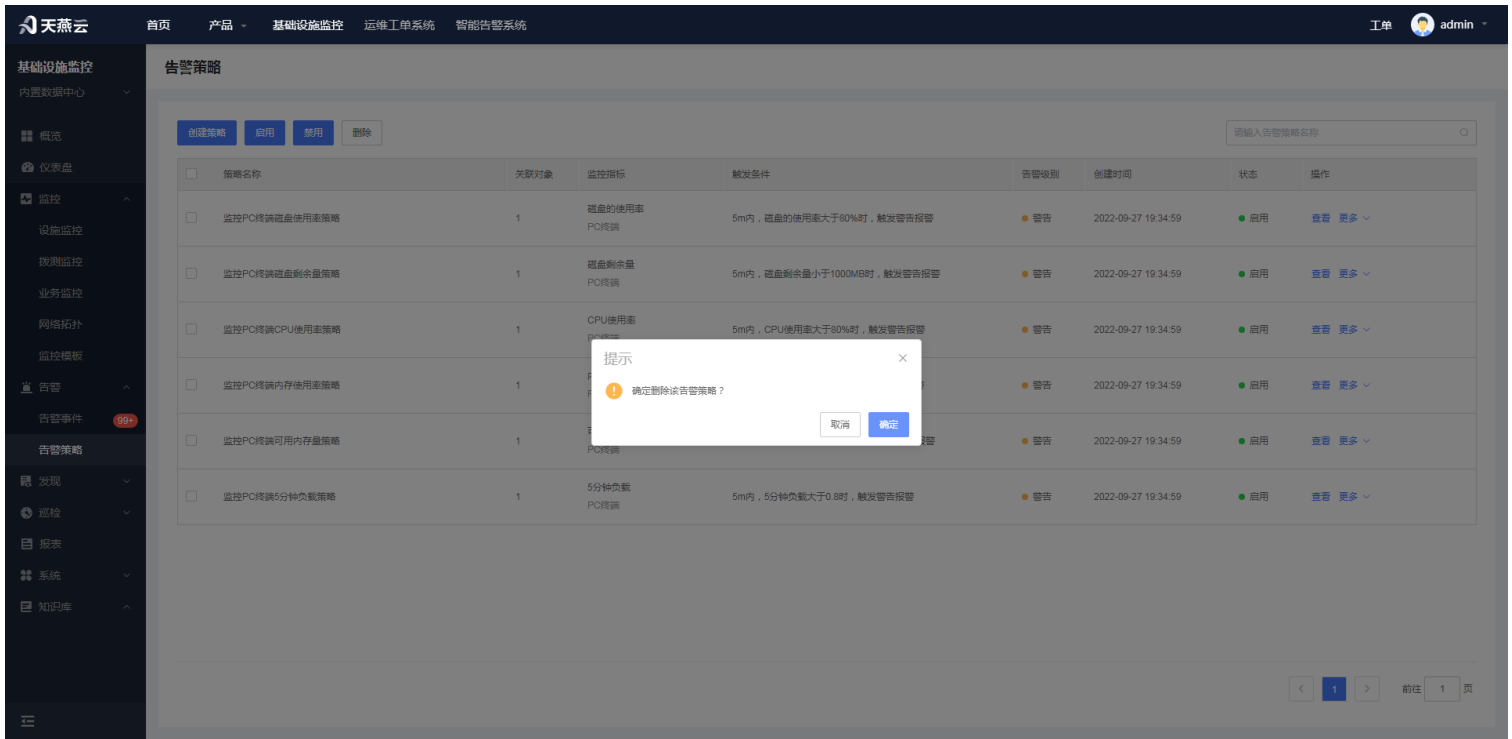 天燕云 首页 产品 基础设施监控 运维工单系统 智能告警系统 工单 admin
基础设施监控
内置数据中心
概览
仪表盘
监控
设施监控
拨测监控
业务监控
网络拓扑
监控模板
告警
告警事件 99+
告警策略
发现
巡检
报表
系统
知识库
告警策略
创建策略 启用 禁用 删除 请输入告警策略名称
策略名称 关联对象 监控指标 触发条件 告警级别 创建时间 状态 操作
监控PC终端磁盘使用率策略 1 磁盘的使用率 5m内，磁盘的使用率大于80%时，触发警告报警 警告 2022-09-27 19:34:59 启用 查看 更多
PC终端
监控PC终端磁盘剩余量策略 1 磁盘剩余量 5m内，磁盘剩余量小于1000MB时，触发警告报警 警告 2022-09-27 19:34:59 启用 查看 更多
PC终端
监控PC终端CPU使用率策略 1 CPU使用率 5m内，CPU使用率大于80%时，触发警告报警 警告 2022-09-27 19:34:59 启用 查看 更多
PC终端
监控PC终端内存使用率策略 1 警告 2022-09-27 19:34:59 启用 查看 更多
监控PC终端可用内存量策略 1 警 警告 2022-09-27 19:34:59 启用 查看 更多
PC终端
监控PC终端5分钟负载策略 1 5分钟负载 5m内，5分钟负载大于0.8时，触发警告报警 警告 2022-09-27 19:34:59 启用 查看 更多
PC终端
提示
确定删除该告警策略？
取消 确定
1 前往 1 页